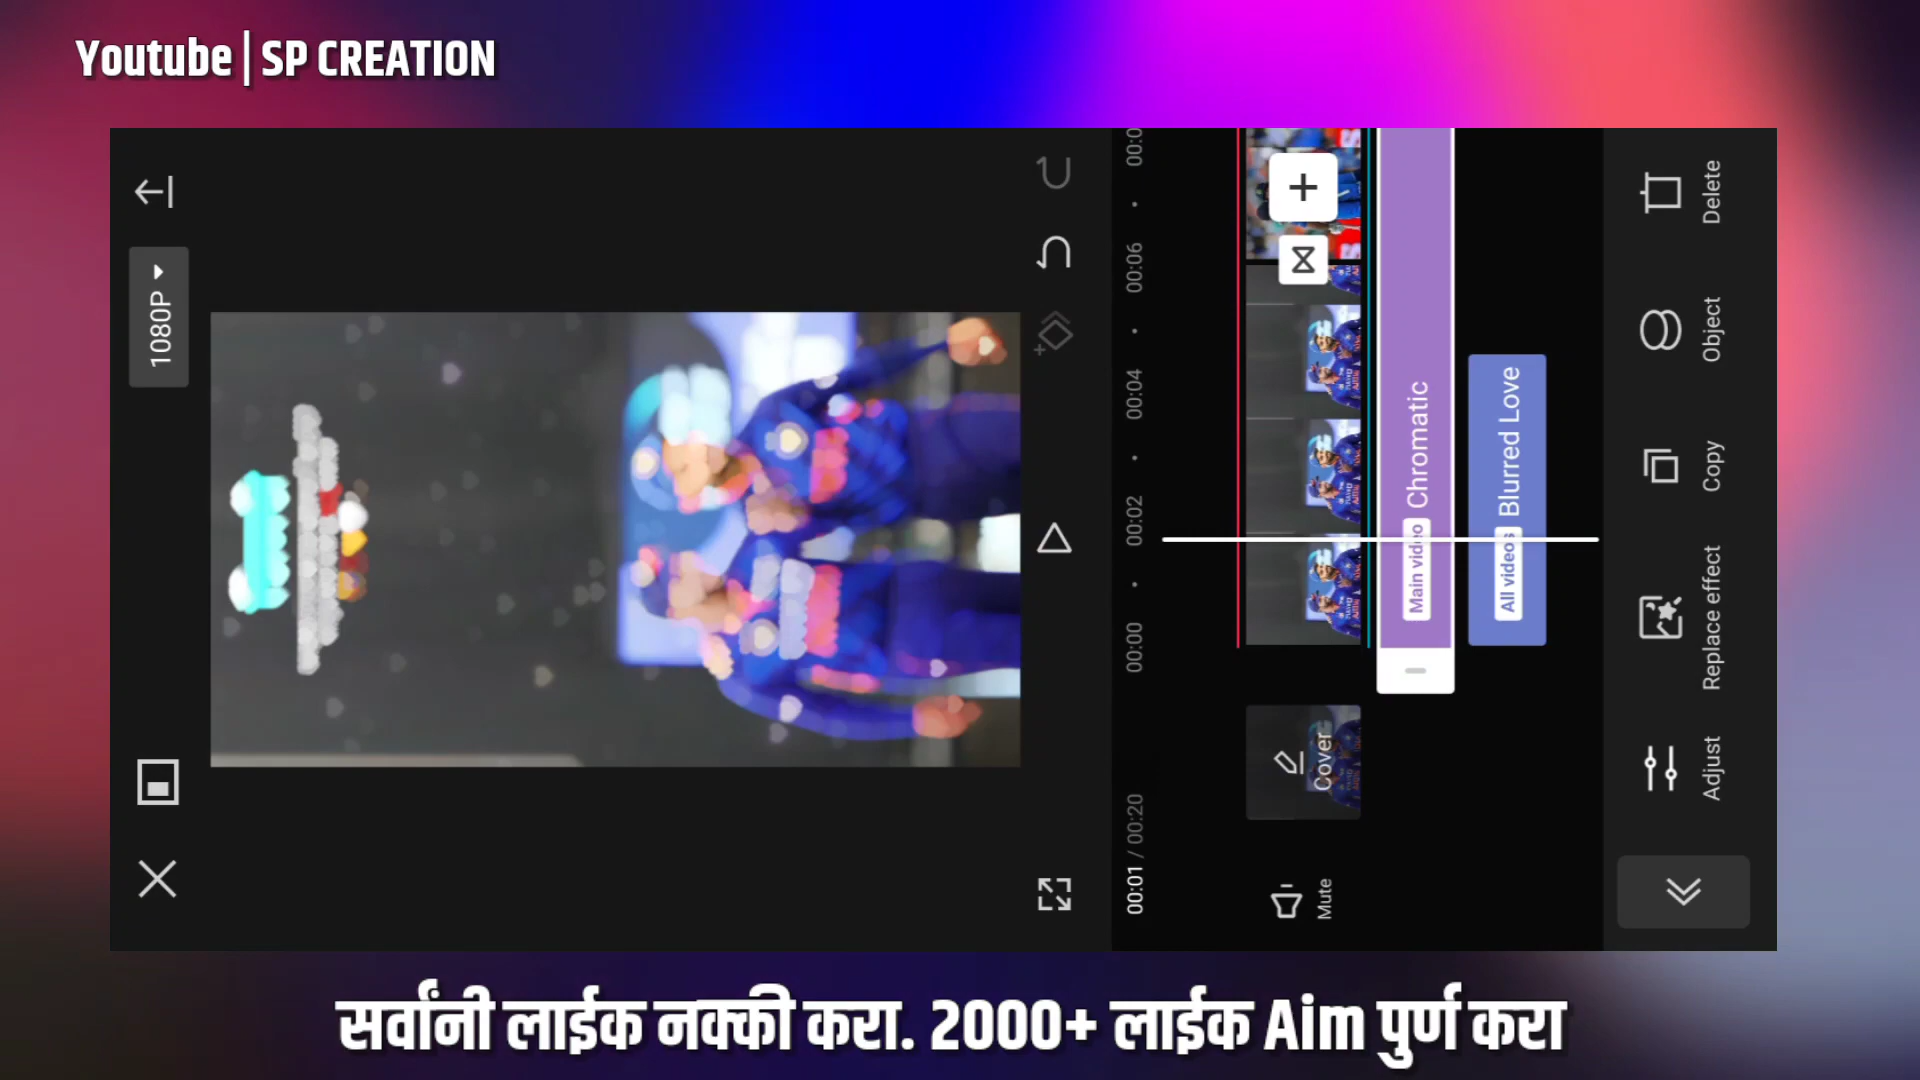 Youtube | SP CREATION
1080P
00:01 / 00:20
00:00
00:02
00:04
00:06
Mute
Cover
Main video Chromatic
All videos Blurred Love
Adjust
Replace effect
Copy
Object
Delete
सर्वांनी लाईक नक्की करा. 2000+ लाईक Aim पुर्ण करा